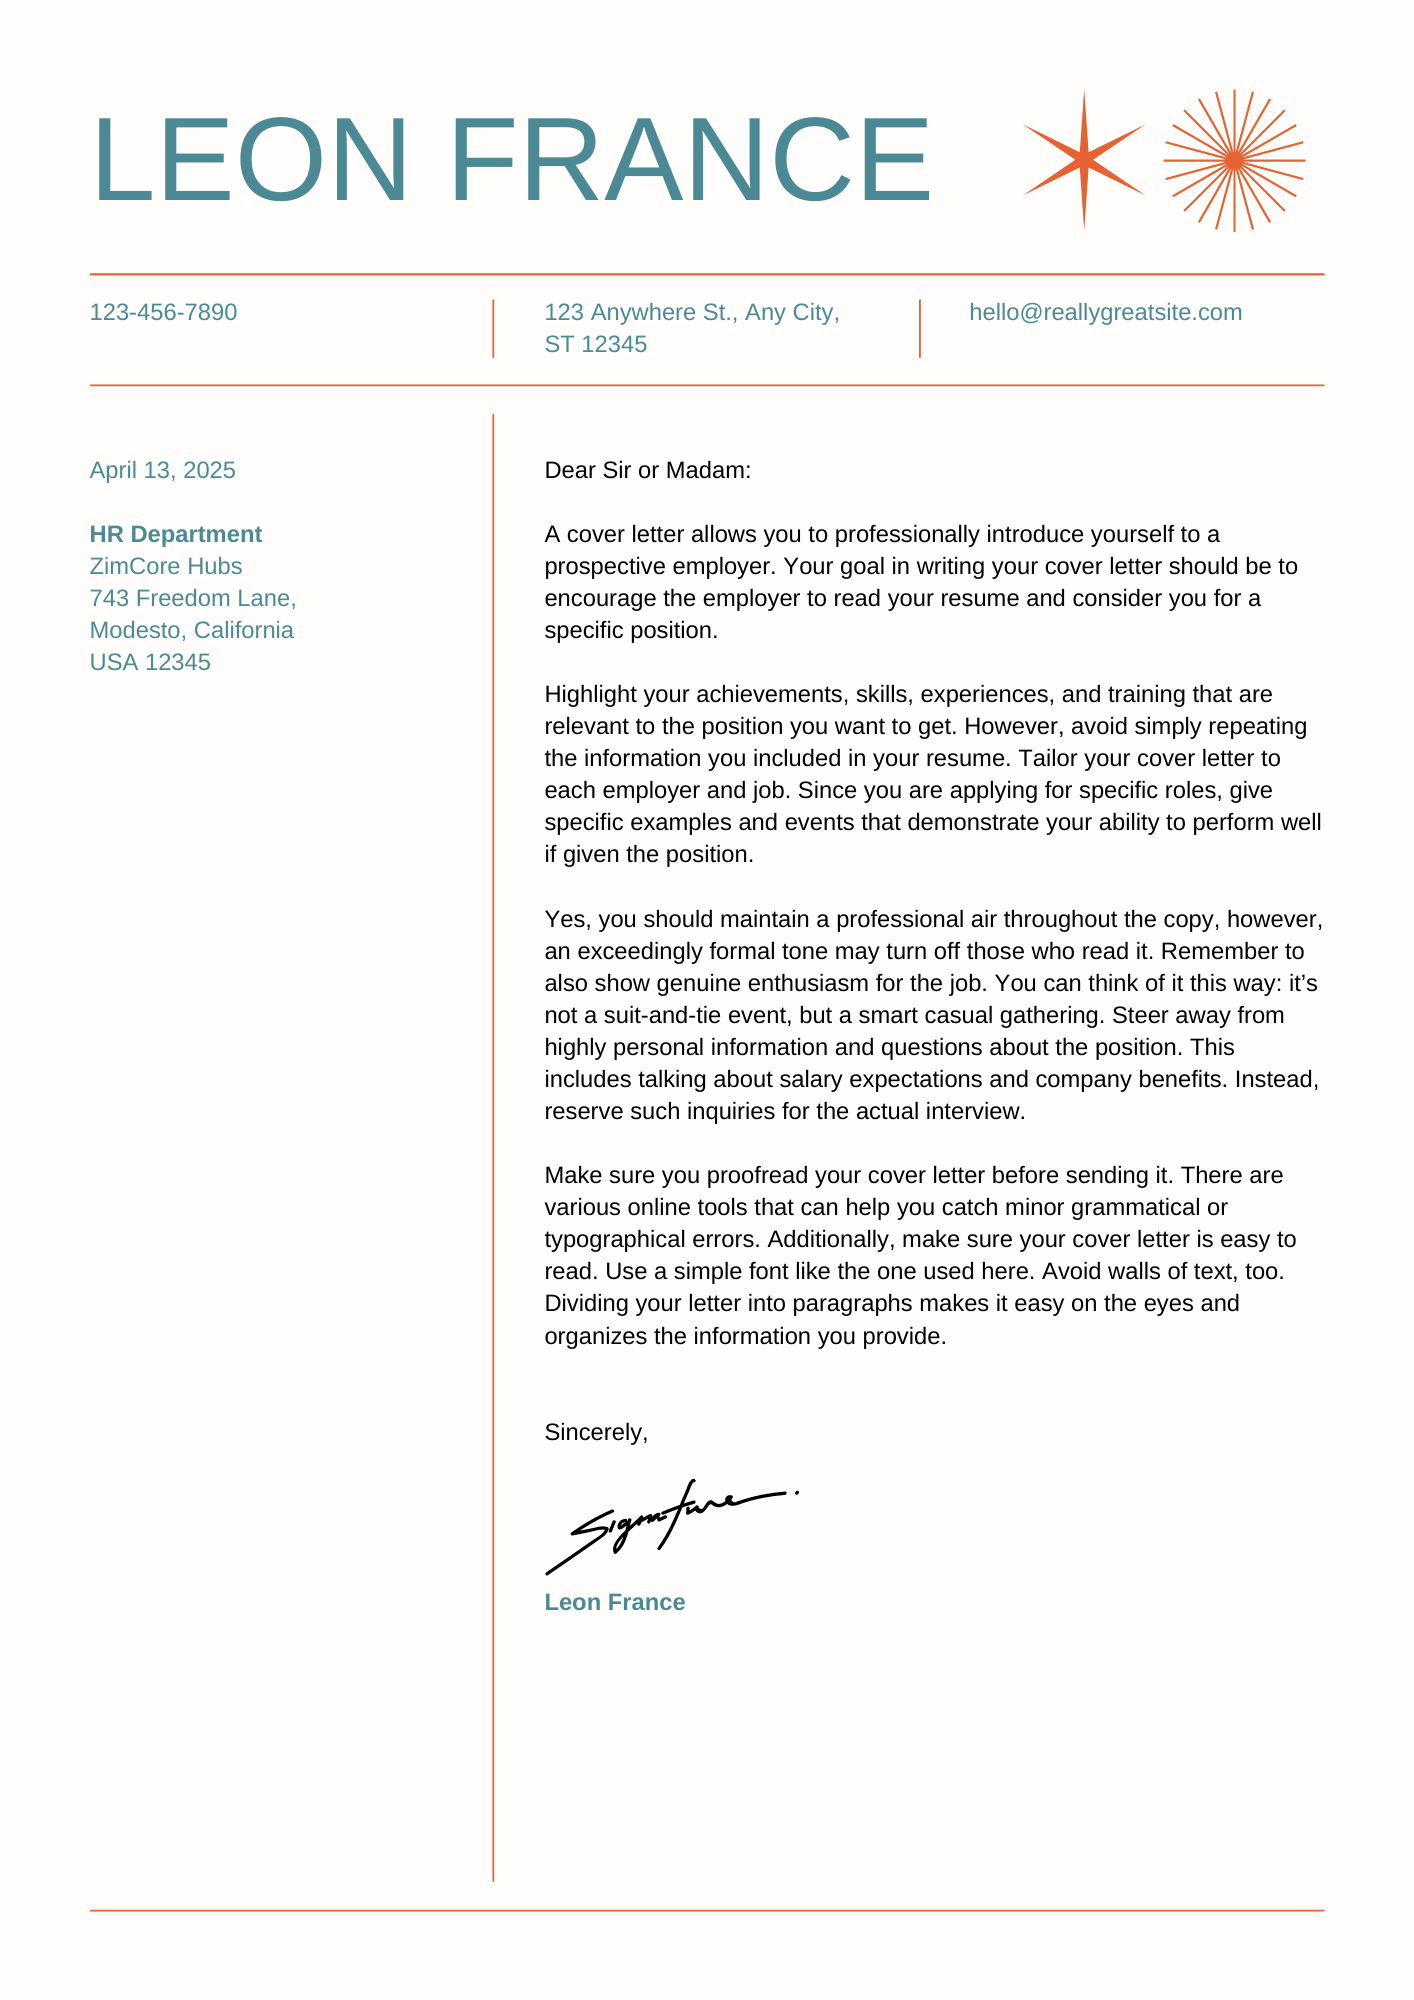 LEON FRANCE
123-456-7890
123 Anywhere St., Any City,
ST 12345
hello@reallygreatsite.com
April 13, 2025
HR Department
ZimCore Hubs
743 Freedom Lane,
Modesto, California
USA 12345
Dear Sir or Madam:
A cover letter allows you to professionally introduce yourself to a
prospective employer. Your goal in writing your cover letter should be to
encourage the employer to read your resume and consider you for a
specific position.
Highlight your achievements, skills, experiences, and training that are
relevant to the position you want to get. However, avoid simply repeating
the information you included in your resume. Tailor your cover letter to
each employer and job. Since you are applying for specific roles, give
specific examples and events that demonstrate your ability to perform well
if given the position.
Yes, you should maintain a professional air throughout the copy, however,
an exceedingly formal tone may turn off those who read it. Remember to
also show genuine enthusiasm for the job. You can think of it this way: it’s
not a suit-and-tie event, but a smart casual gathering. Steer away from
highly personal information and questions about the position. This
includes talking about salary expectations and company benefits. Instead,
reserve such inquiries for the actual interview.
Make sure you proofread your cover letter before sending it. There are
various online tools that can help you catch minor grammatical or
typographical errors. Additionally, make sure your cover letter is easy to
read. Use a simple font like the one used here. Avoid walls of text, too.
Dividing your letter into paragraphs makes it easy on the eyes and
organizes the information you provide.
Sincerely,
Signature
Leon France